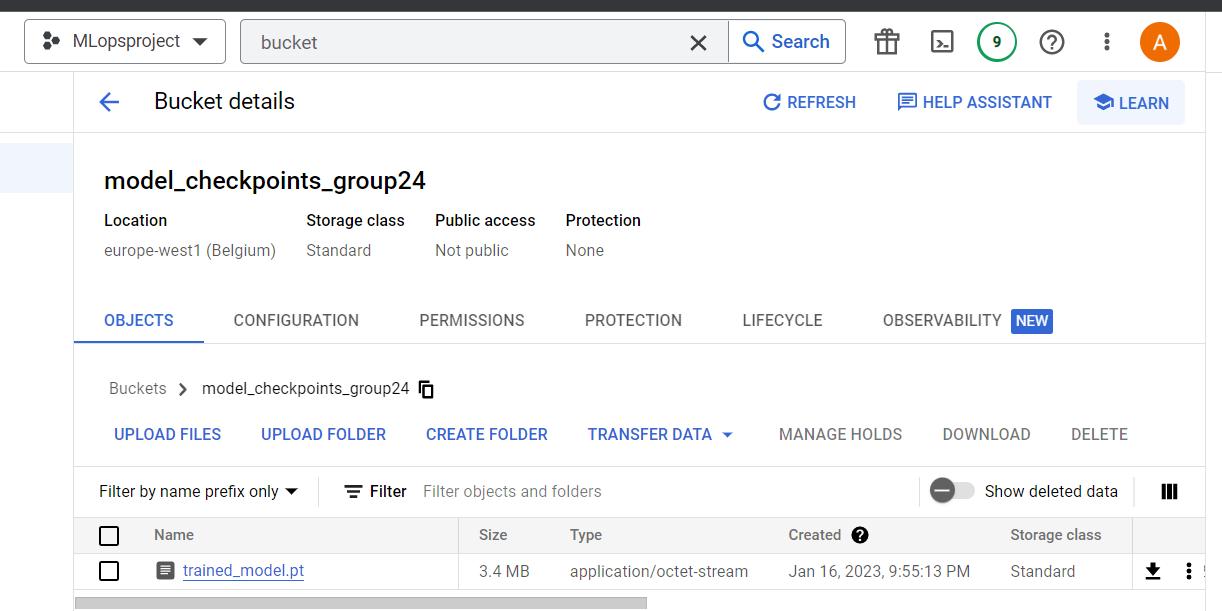 MLopsproject bucket Search 9 A
Bucket details REFRESH HELP ASSISTANT LEARN
model_checkpoints_group24
Location Storage class Public access Protection
europe-west1 (Belgium) Standard Not public None
OBJECTS CONFIGURATION PERMISSIONS PROTECTION LIFECYCLE OBSERVABILITY NEW
Buckets model_checkpoints_group24
UPLOAD FILES UPLOAD FOLDER CREATE FOLDER TRANSFER DATA MANAGE HOLDS DOWNLOAD DELETE
Filter by name prefix only Filter Filter objects and folders Show deleted data
Name Size Type Created Storage class
trained_model.pt 3.4 MB application/octet-stream Jan 16, 2023, 9:55:13 PM Standard